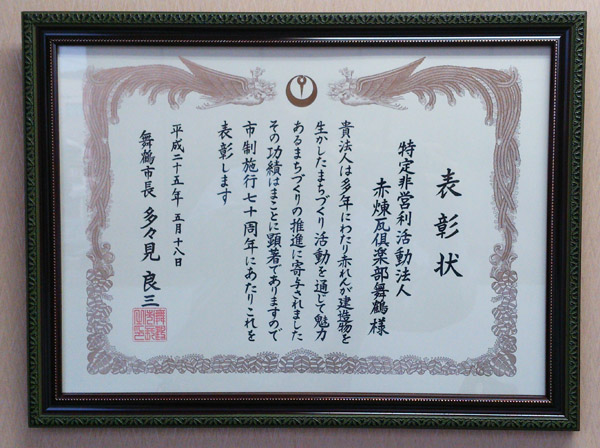 表彰状
特定非営利活動法人
赤煉瓦倶楽部舞鶴様
貴法人は多年にわたり赤れんが建造物を
生かしたまちづくり活動を通じて魅力
あるまちづくりの推進に寄与されました
その功績はまことに顕著でありますので
市制施行七十周年にあたりこれを
表彰します
平成二十五年五月十八日
舞鶴市長 多々見良三